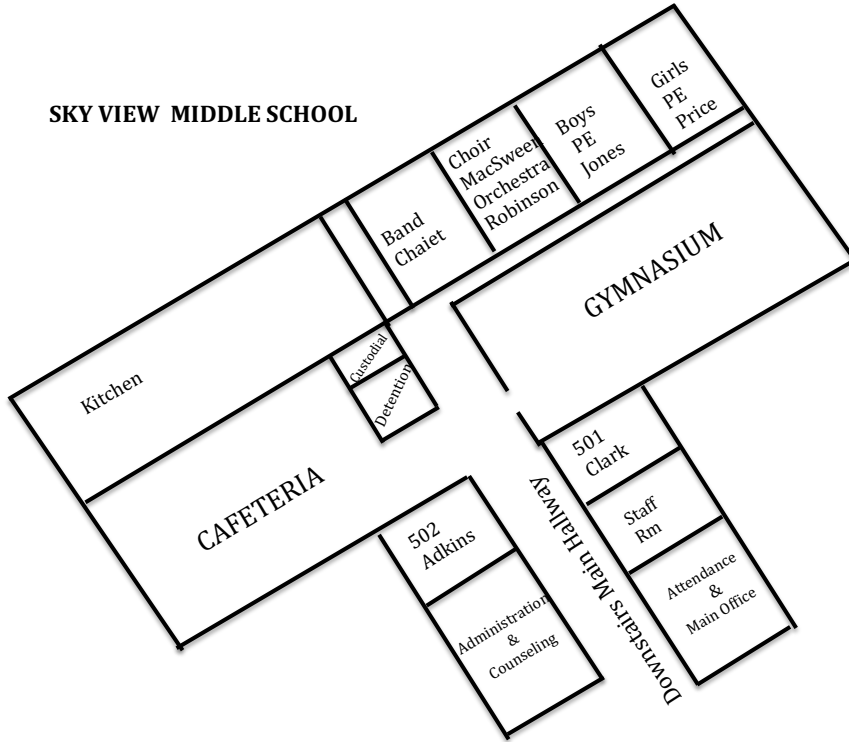 SKY VIEW  MIDDLE SCHOOL
Girls
PE
Price
Boys
PE
Jones
Choir
MacSween
Orchestra
Robinson
Band
Chaiet
GYMNASIUM
Kitchen
Custodial
Detention
CAFETERIA
501
Clark
Staff
Rm
Attendance
&
Main Office
Downstairs Main Hallway
502
Adkins
Administration
&
Counseling